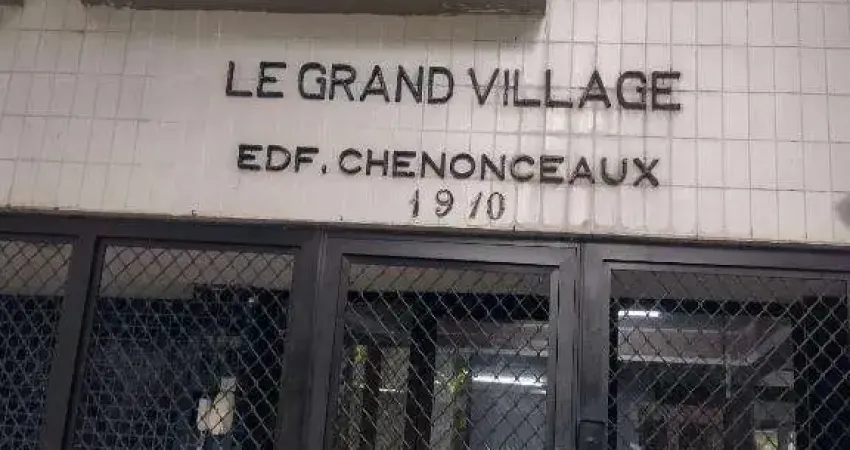 LE GRAND VILLAGE
EDF. CHENONCEAUX
1910